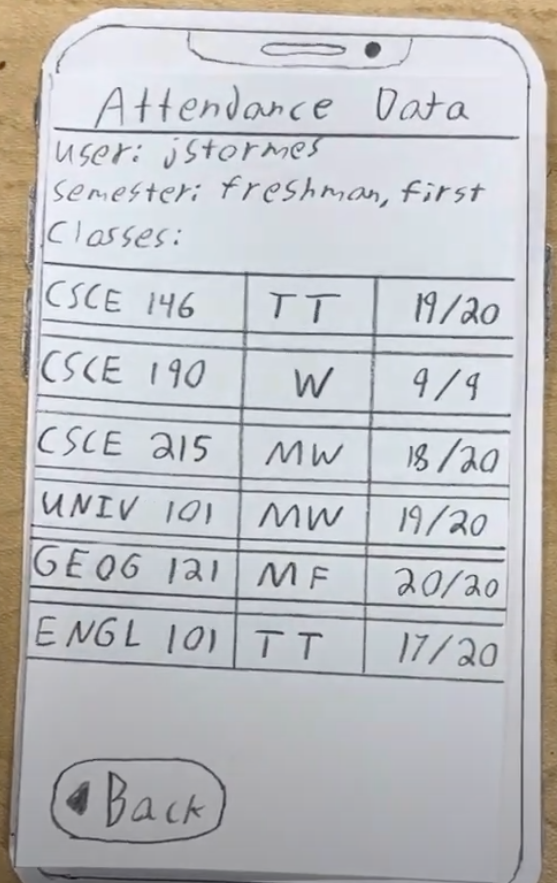 Attendance Data
user: jstormes
semester: freshman, first
Classes:
CSCE 146 TT 19/20
CSCE 190 W 9/9
CSCE 215 MW 18/20
UNIV 101 MW 19/20
GEOG 121 MF 20/20
ENGL 101 TT 17/20
Back